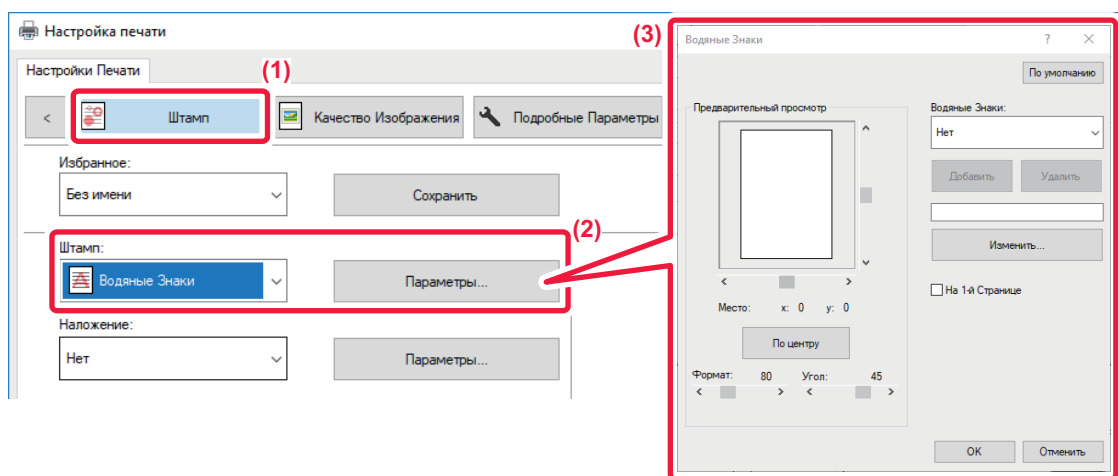 Настройка печати
Настройки Печати
(1)
<
Штамп
Качество Изображения
Подробные Параметры
Избранное:
Без имени
Сохранить
(2)
Штамп:
Водяные Знаки
Параметры...
Наложение:
Нет
Параметры...
(3)
Водяные Знаки
?
По умолчанию
Предварительный просмотр
Водяные Знаки:
Нет
Добавить
Удалить
Изменить...
На 1-й Странице
Место: x: 0 y: 0
По центру
Формат: 80 Угол: 45
OK
Отменить